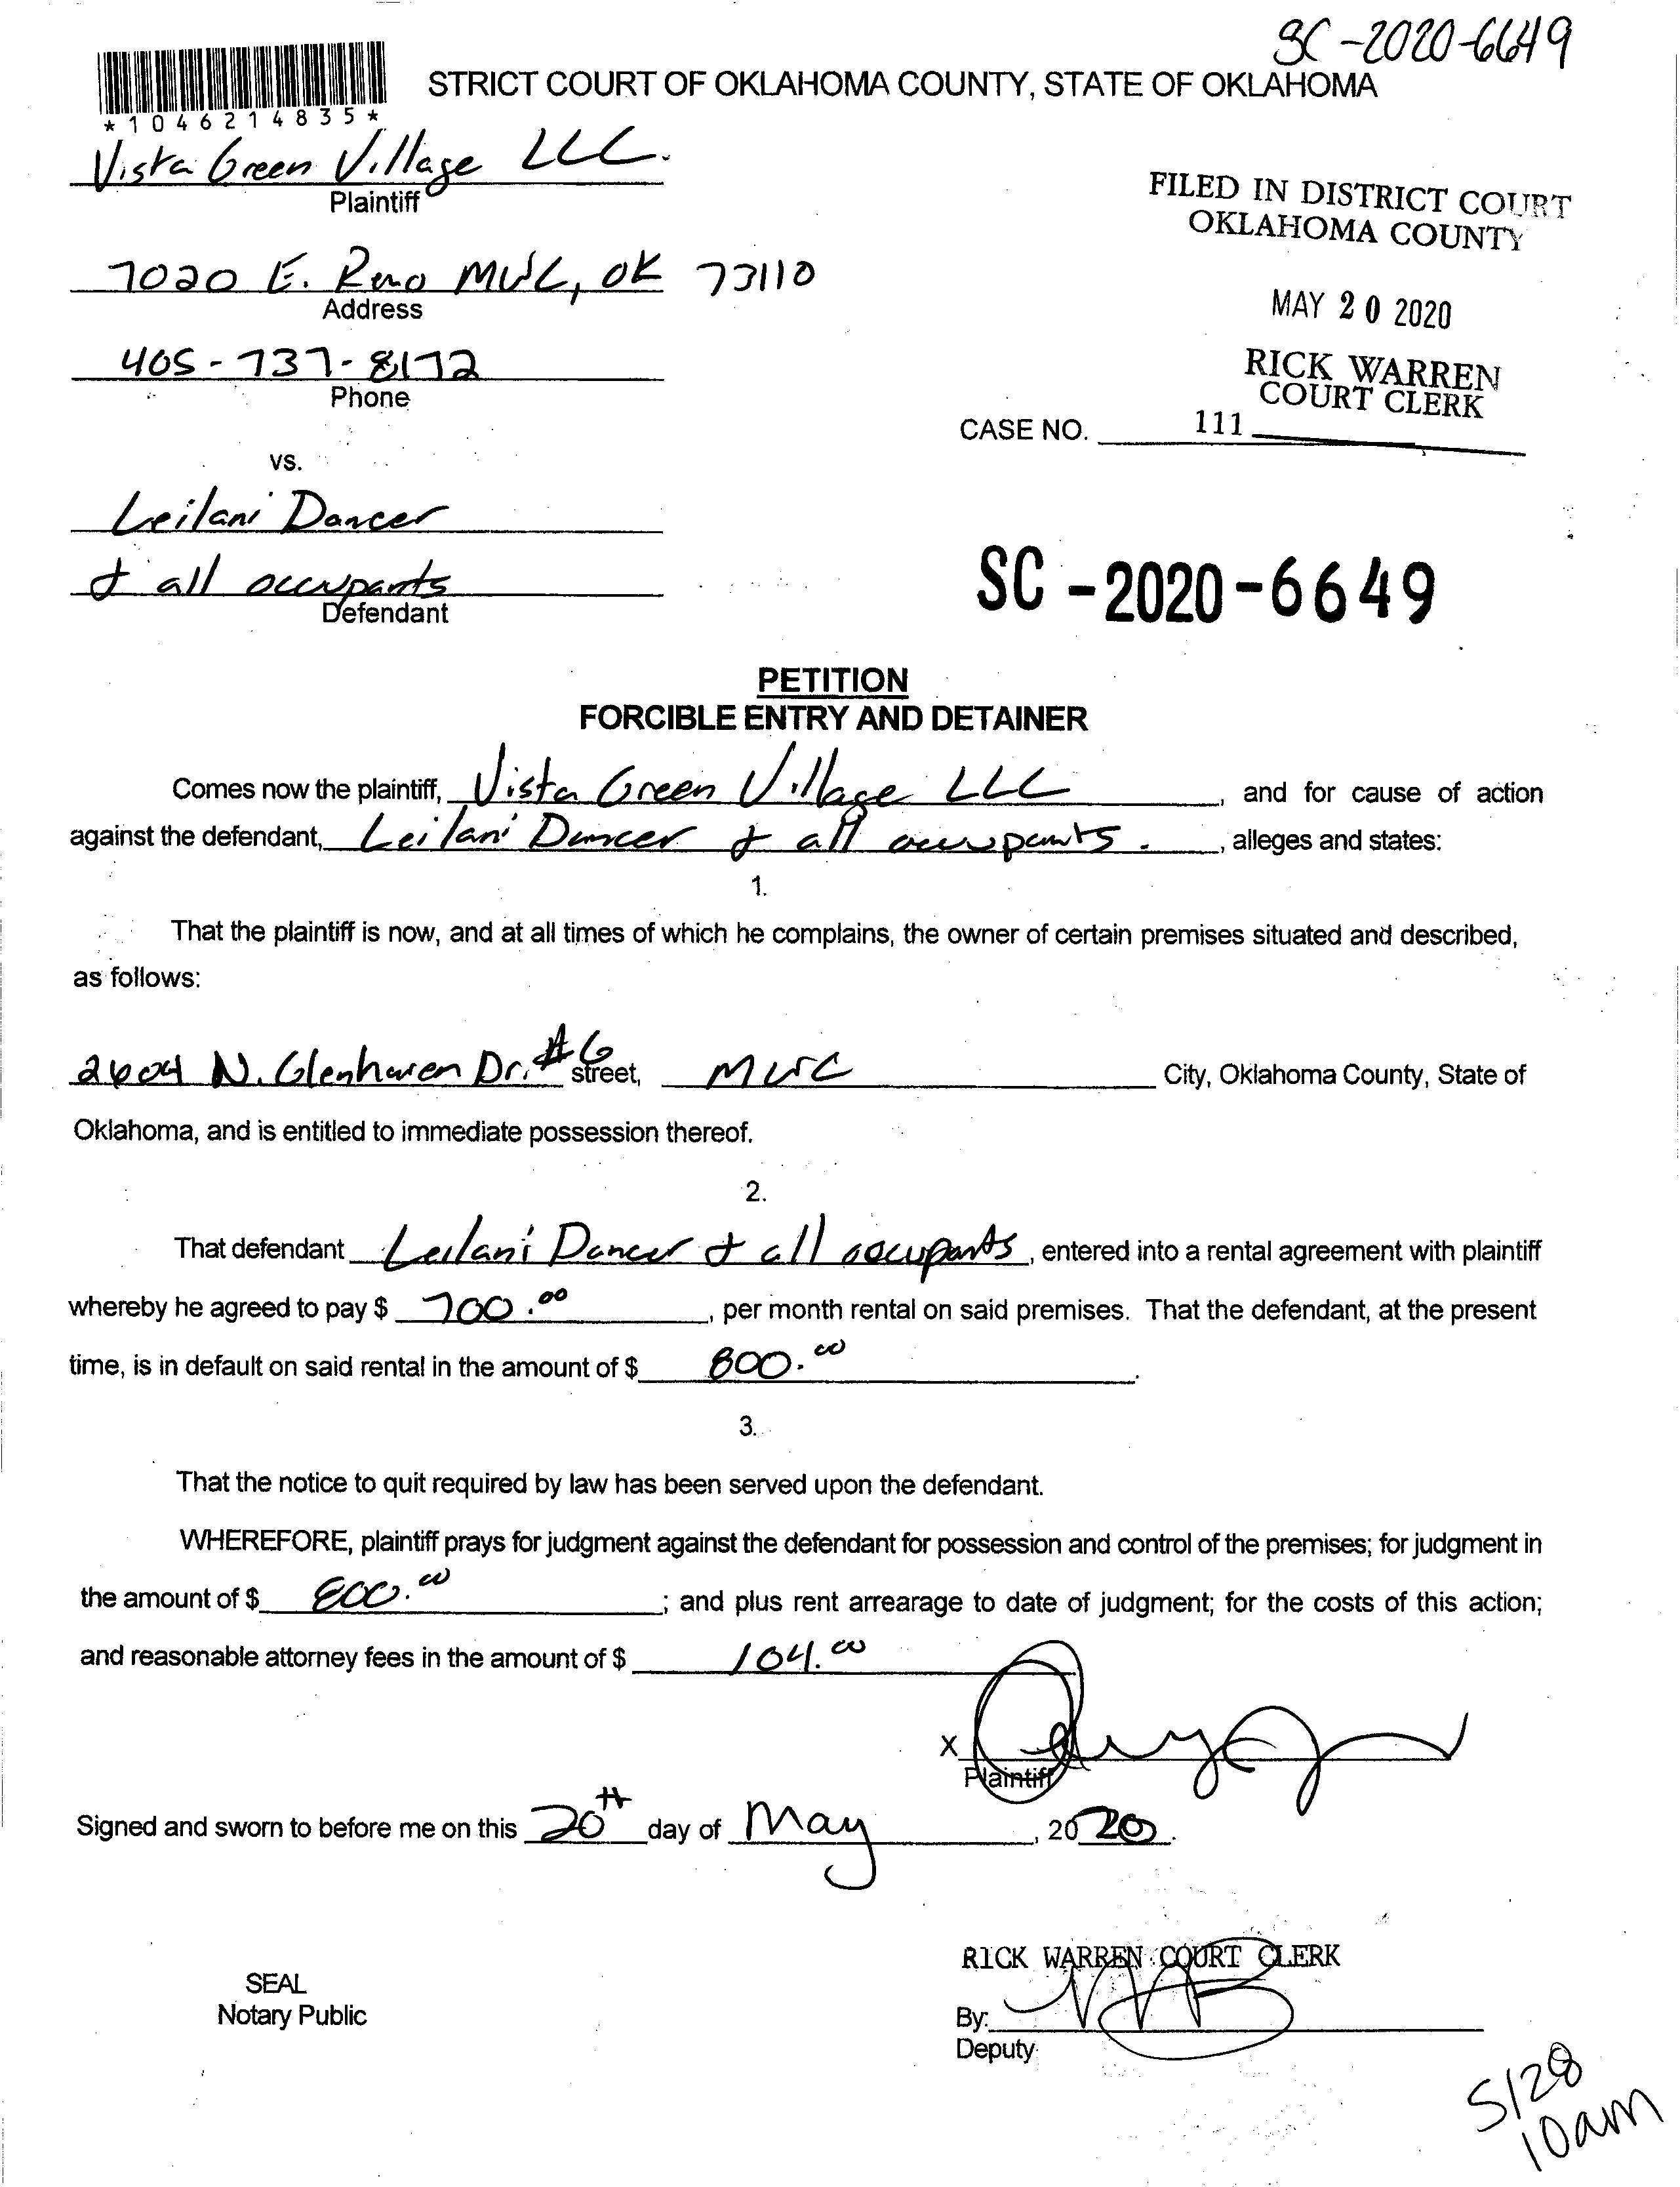 SC-2020-6649
STRICT COURT OF OKLAHOMA COUNTY, STATE OF OKLAHOMA
*1046214835*
Vista Green Village LLC.
Plaintiff
FILED IN DISTRICT COURT
OKLAHOMA COUNTY
7020 E. Reno MWC, OK 73110
Address
MAY 20 2020
405-737-8172
Phone
RICK WARREN
COURT CLERK
CASE NO. 111
vs.
Leilani Dancer
& all occupants
Defendant
SC-2020-6649
PETITION
FORCIBLE ENTRY AND DETAINER
Comes now the plaintiff, Vista Green Village LLC, and for cause of action
against the defendant, Leilani Dancer & all occupants., alleges and states:
1.
That the plaintiff is now, and at all times of which he complains, the owner of certain premises situated and described,
as follows:
2604 N. Glenhaven Dr. #6 street, MWC City, Oklahoma County, State of
Oklahoma, and is entitled to immediate possession thereof.
2.
That defendant Leilani Dancer & all occupants, entered into a rental agreement with plaintiff
whereby he agreed to pay $ 700.00, per month rental on said premises. That the defendant, at the present
time, is in default on said rental in the amount of $ 800.00.
3.
That the notice to quit required by law has been served upon the defendant.
WHEREFORE, plaintiff prays for judgment against the defendant for possession and control of the premises; for judgment in
the amount of $ 800.00; and plus rent arrearage to date of judgment; for the costs of this action;
and reasonable attorney fees in the amount of $ 104.00
X
Plaintiff
Signed and sworn to before me on this 20th day of May, 2020.
RICK WARREN COURT CLERK
SEAL
Notary Public
By:
Deputy
5/28
10am